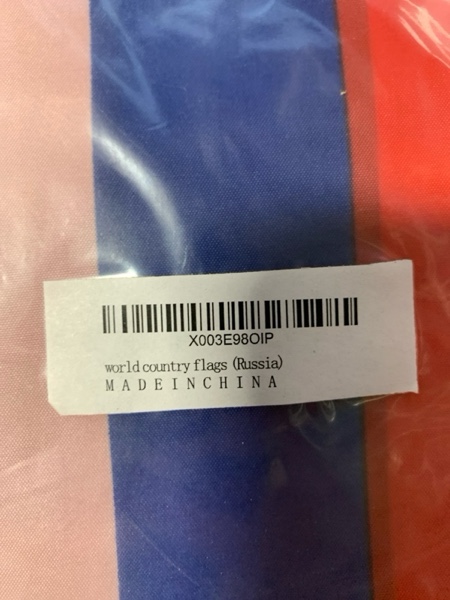 X003E98OIP
world country flags (Russia)
MADEINCHINA